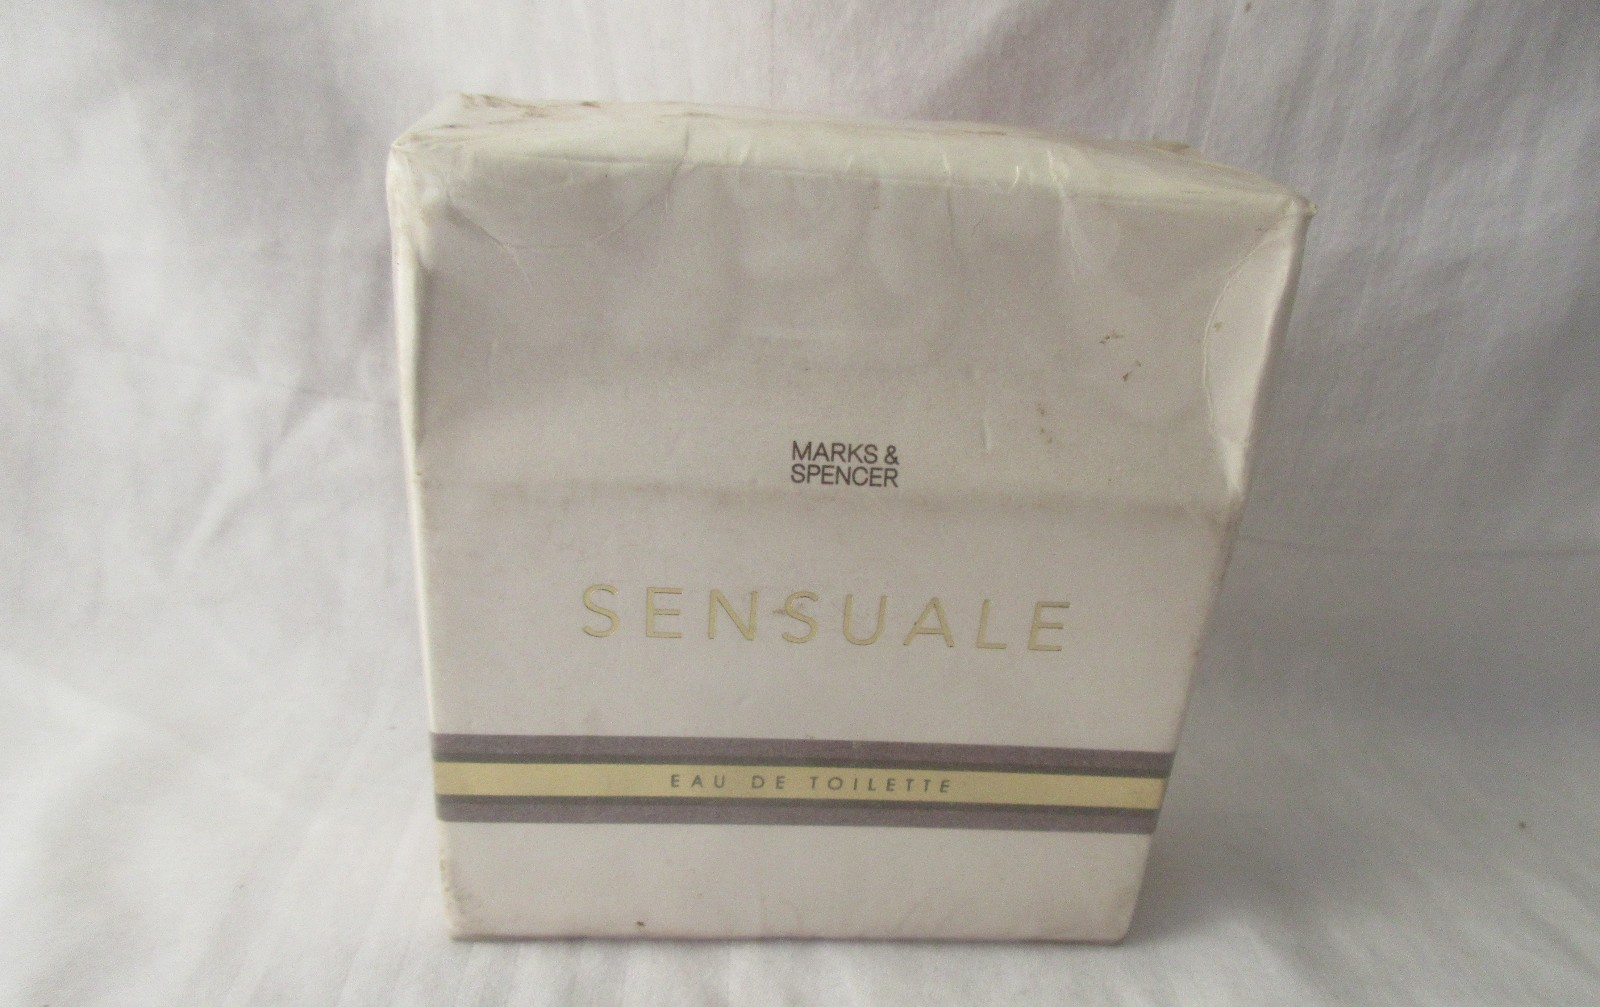 MARKS &
SPENCER
SENSUALE
EAU DE TOILETTE